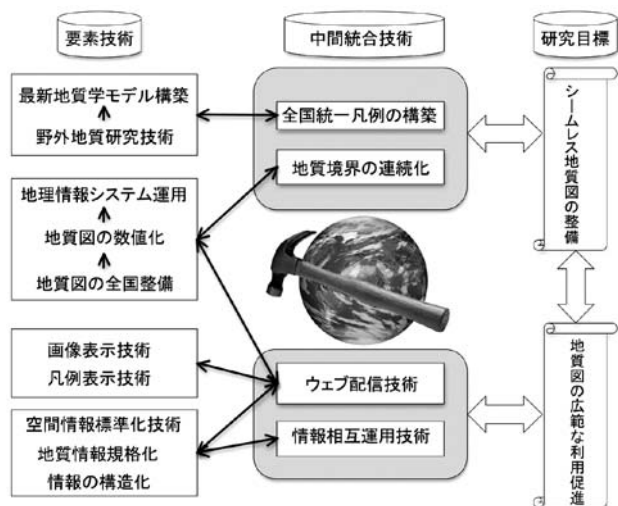 要素技術
中間統合技術
研究目標
最新地質学モデル構築
野外地質研究技術
地理情報システム運用
地質図の数値化
地質図の全国整備
画像表示技術
凡例表示技術
空間情報標準化技術
地質情報規格化
情報の構造化
全国統一凡例の構築
地質境界の連続化
ウェブ配信技術
情報相互運用技術
シームレス地質図の整備
地質図の広範な利用促進